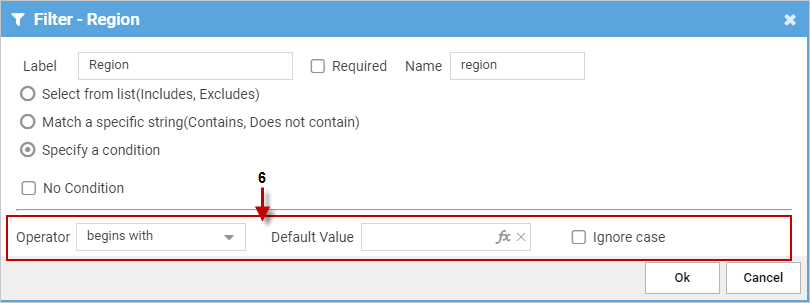 Filter - Region
Label Region Required Name region
Select from list(Includes, Excludes)
Match a specific string(Contains, Does not contain)
Specify a condition
No Condition
6
Operator begins with Default Value fx Ignore case
Ok Cancel